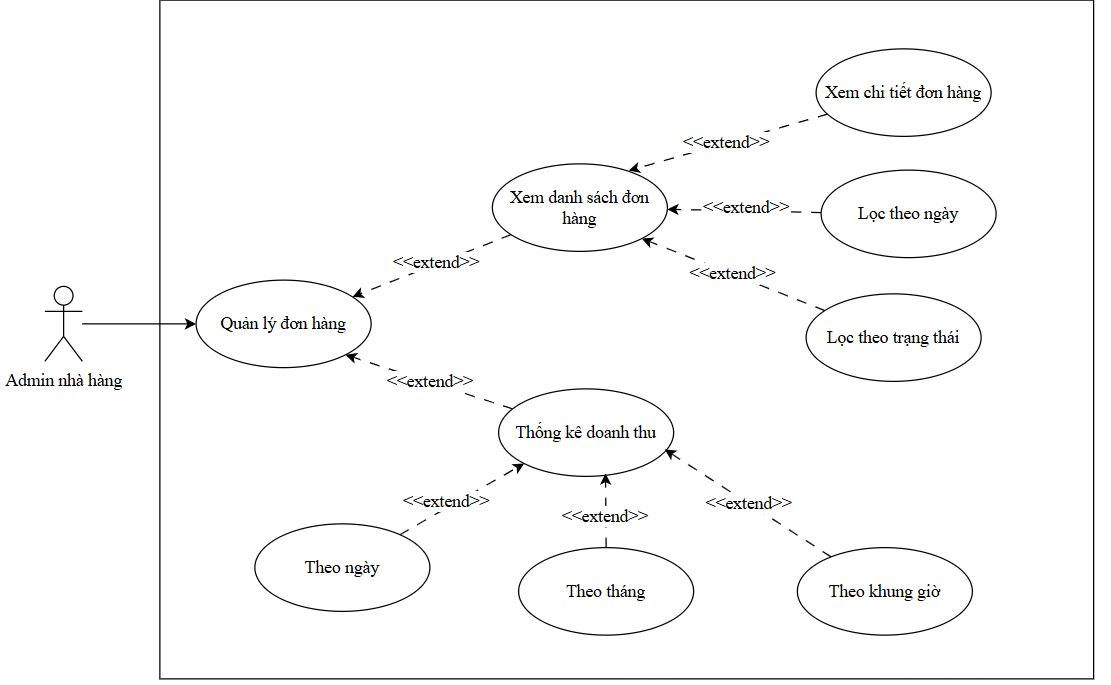 Xem chi tiết đơn hàng
<<extend>>
Xem danh sách đơn
hàng
<<extend>>
Lọc theo ngày
<<extend>>
<<extend>>
Quản lý đơn hàng
Lọc theo trạng thái
Admin nhà hàng
<<extend>>
Thống kê doanh thu
<<extend>>
<<extend>>
<<extend>>
Theo ngày
Theo tháng
Theo khung giờ